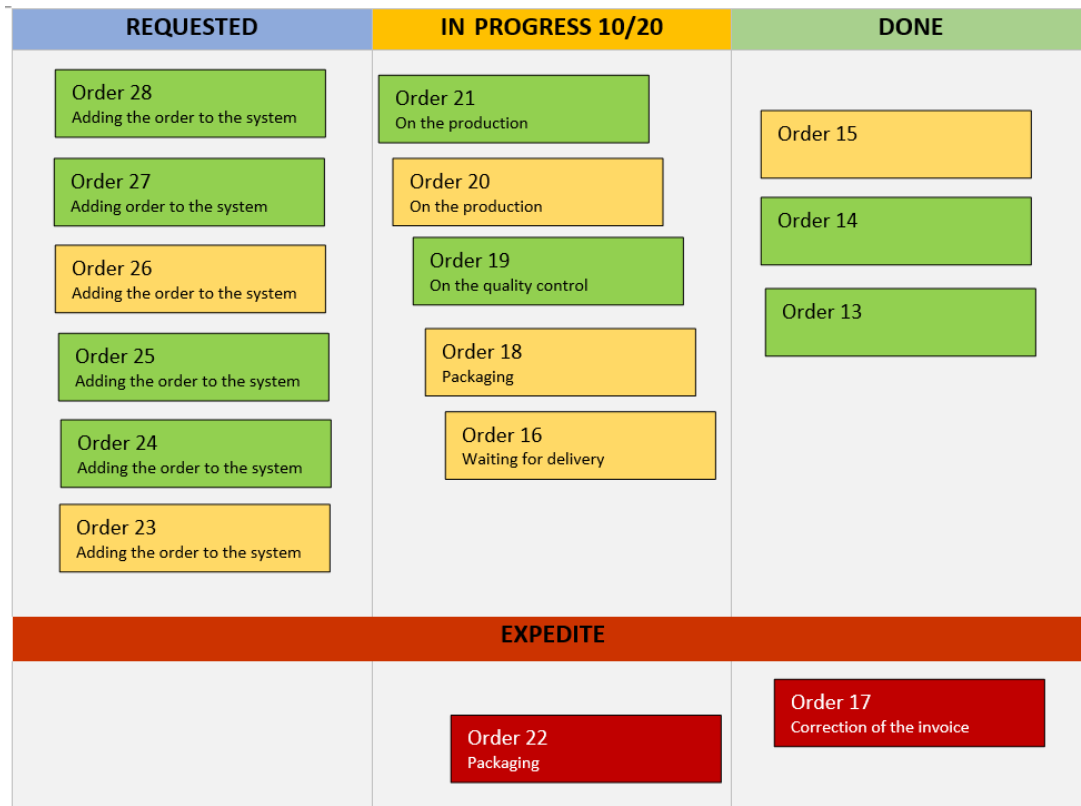 REQUESTED
IN PROGRESS 10/20
DONE
Order 28
Adding the order to the system
Order 27
Adding order to the system
Order 26
Adding the order to the system
Order 25
Adding the order to the system
Order 24
Adding the order to the system
Order 23
Adding the order to the system
Order 21
On the production
Order 20
On the production
Order 19
On the quality control
Order 18
Packaging
Order 16
Waiting for delivery
Order 15
Order 14
Order 13
EXPEDITE
Order 22
Packaging
Order 17
Correction of the invoice